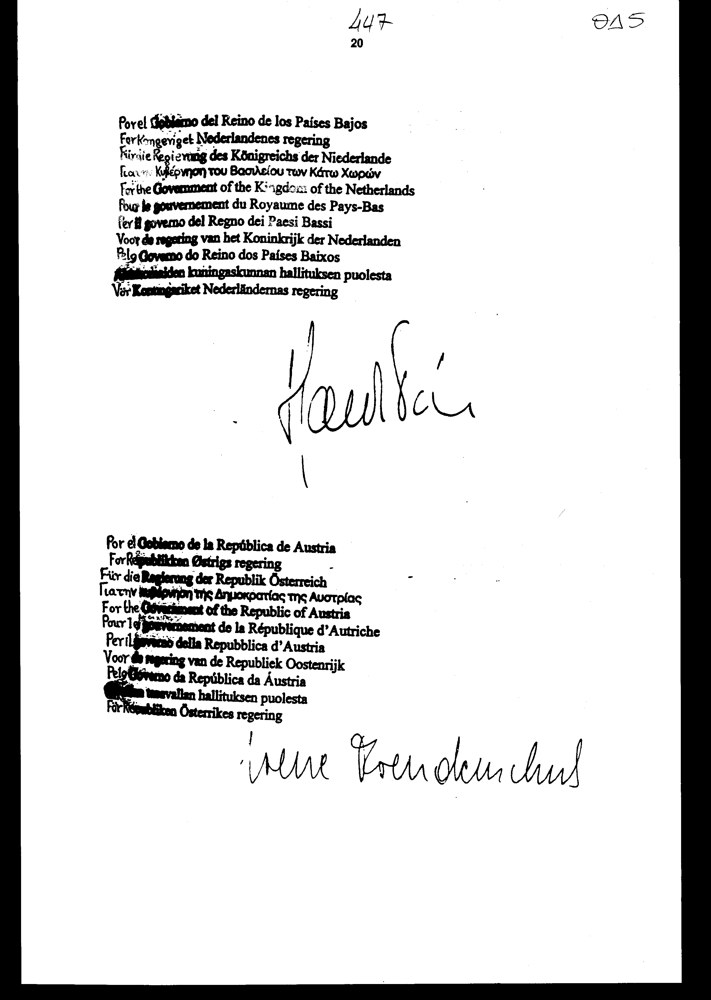 447
015
20
Por el Gobierno del Reino de los Países Bajos
For Kongeriget Nederlandenes regering
Für die Regierung des Königreichs der Niederlande
Για την Κυβέρνηση του Βασιλείου των Κάτω Χωρών
For the Government of the Kingdom of the Netherlands
Pour le gouvernement du Royaume des Pays-Bas
Per il governo del Regno dei Paesi Bassi
Voor de regering van het Koninkrijk der Nederlanden
Pelo Governo do Reino dos Países Baixos
kuningaskunnan hallituksen puolesta
Vör Konungariket Nederländernas regering
Por el Gobierno de la República de Austria
For Republikken Østrigs regering
Für die Regierung der Republik Österreich
Για την κυβέρνηση της Δημοκρατίας της Αυστρίας
For the Government of the Republic of Austria
Pour le gouvernement de la République d'Autriche
Per il governo della Repubblica d'Austria
Voor de regering van de Republiek Oostenrijk
Pelo Governo da República da Áustria
tasavallan hallituksen puolesta
För Republiken Österrikes regering
Irene